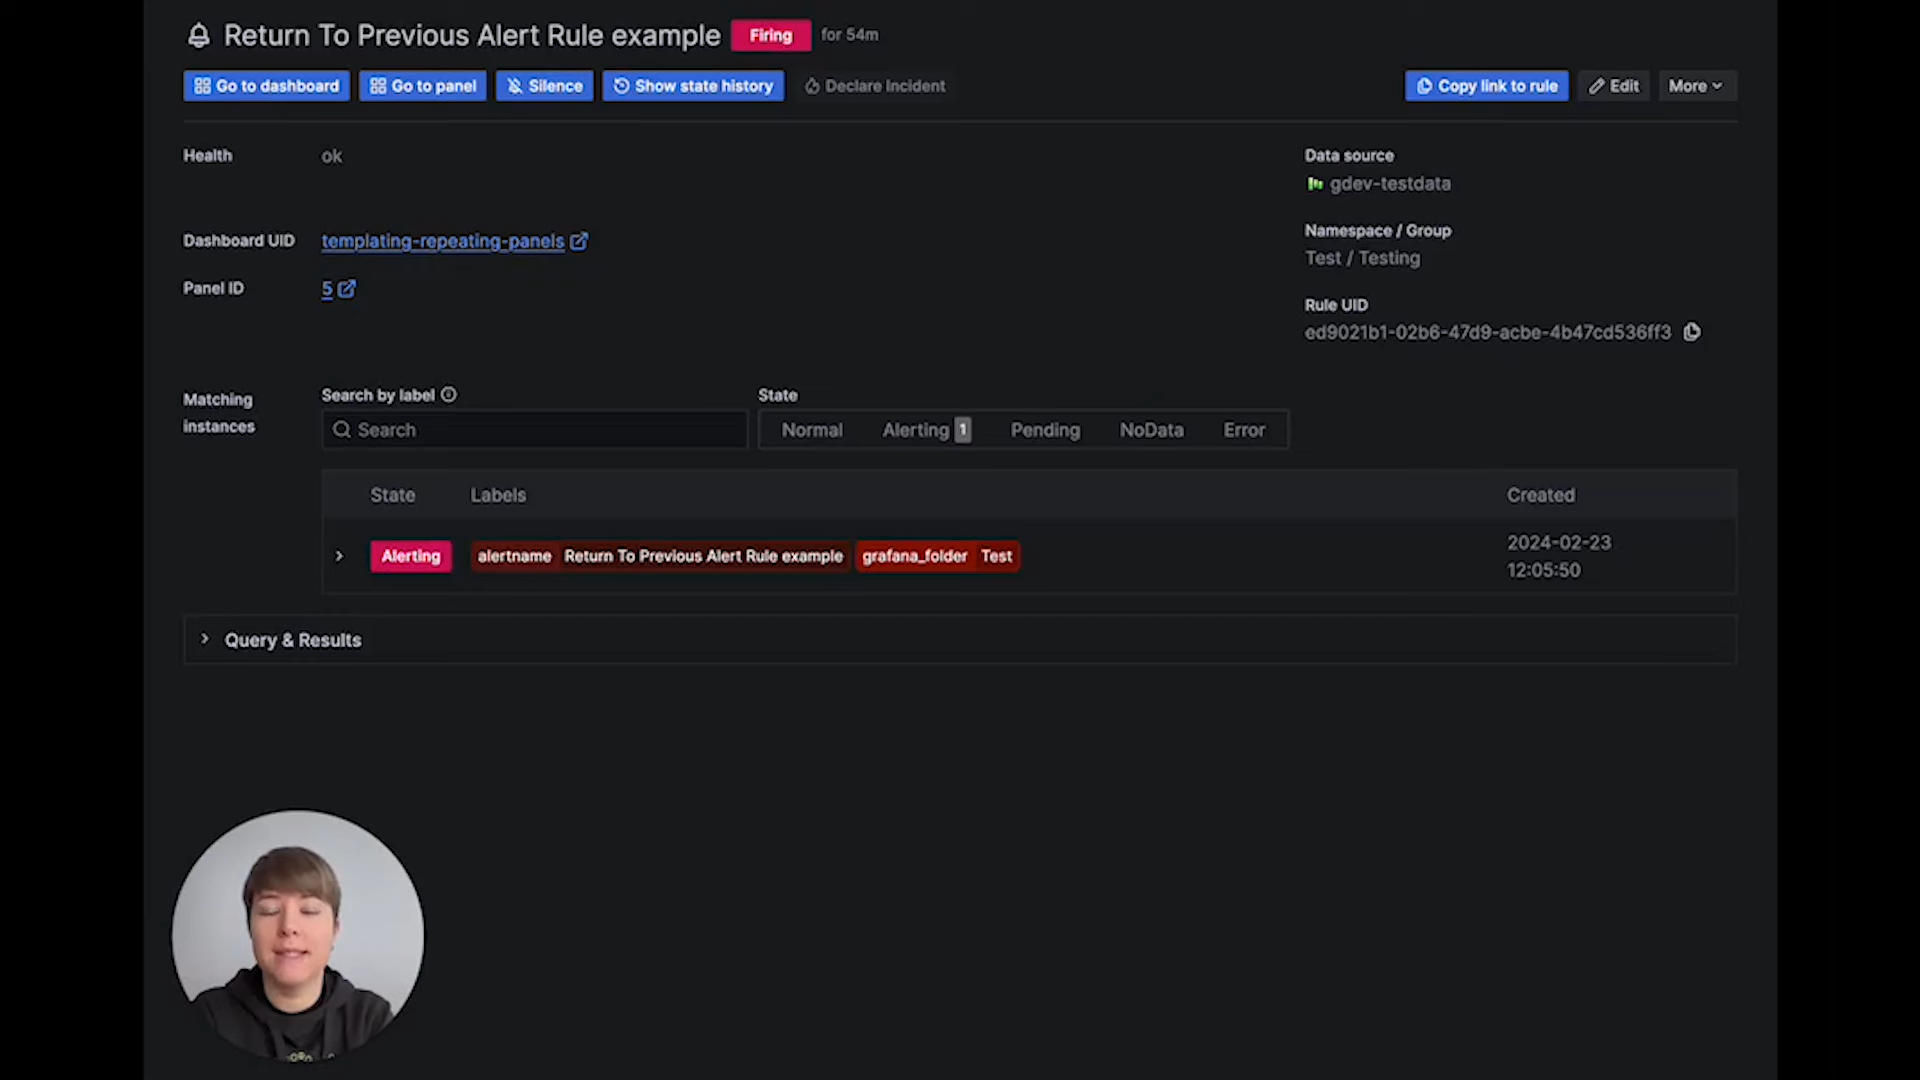 Return To Previous Alert Rule example Firing for 54m
Go to dashboard Go to panel Silence Show state history Declare Incident Copy link to rule Edit More
Health ok
Data source
gdev-testdata
Dashboard UID templating-repeating-panels
Namespace / Group
Test / Testing
Panel ID 5
Rule UID
ed9021b1-02b6-47d9-acbe-4b47cd536ff3
Matching
instances
Search by label State
Search Normal Alerting 1 Pending NoData Error
State Labels Created
Alerting alertname Return To Previous Alert Rule example grafana_folder Test 2024-02-23
12:05:50
Query & Results